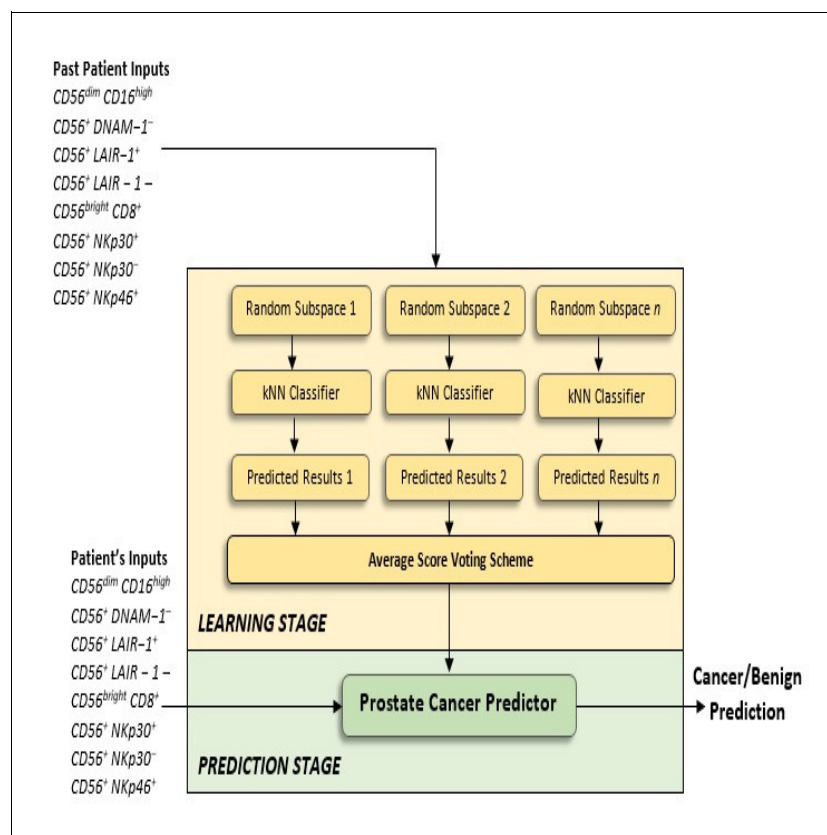 Past Patient Inputs
CD56ᵈⁱᵐ CD16ʰⁱᵍʰ
CD56⁺ DNAM–1⁻
CD56⁺ LAIR–1⁺
CD56⁺ LAIR – 1 –
CD56ᵇʳⁱᵍʰᵗ CD8⁺
CD56⁺ NKp30⁺
CD56⁺ NKp30⁻
CD56⁺ NKp46⁺
Random Subspace 1
Random Subspace 2
Random Subspace n
kNN Classifier
kNN Classifier
kNN Classifier
Predicted Results 1
Predicted Results 2
Predicted Results n
Average Score Voting Scheme
LEARNING STAGE
Patient's Inputs
CD56ᵈⁱᵐ CD16ʰⁱᵍʰ
CD56⁺ DNAM–1⁻
CD56⁺ LAIR–1⁺
CD56⁺ LAIR – 1 –
CD56ᵇʳⁱᵍʰᵗ CD8⁺
CD56⁺ NKp30⁺
CD56⁺ NKp30⁻
CD56⁺ NKp46⁺
Prostate Cancer Predictor
PREDICTION STAGE
Cancer/Benign
Prediction